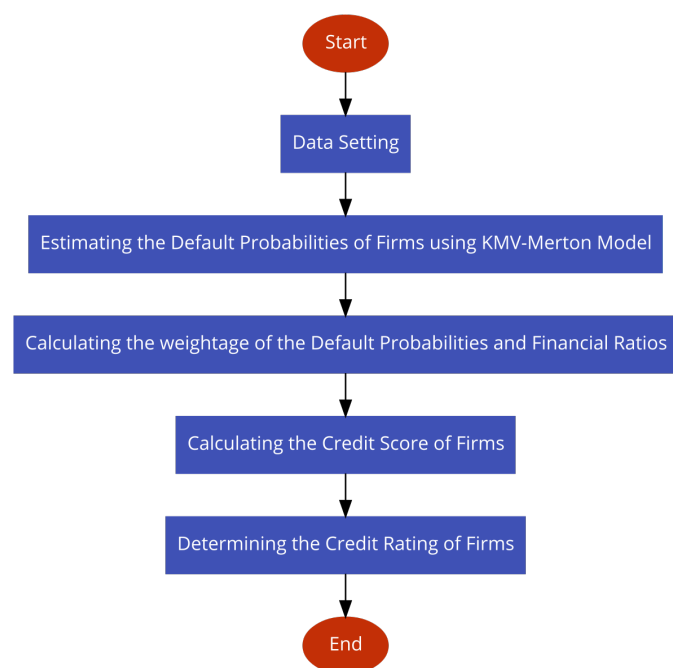 Start
Data Setting
Estimating the Default Probabilities of Firms using KMV-Merton Model
Calculating the weightage of the Default Probabilities and Financial Ratios
Calculating the Credit Score of Firms
Determining the Credit Rating of Firms
End